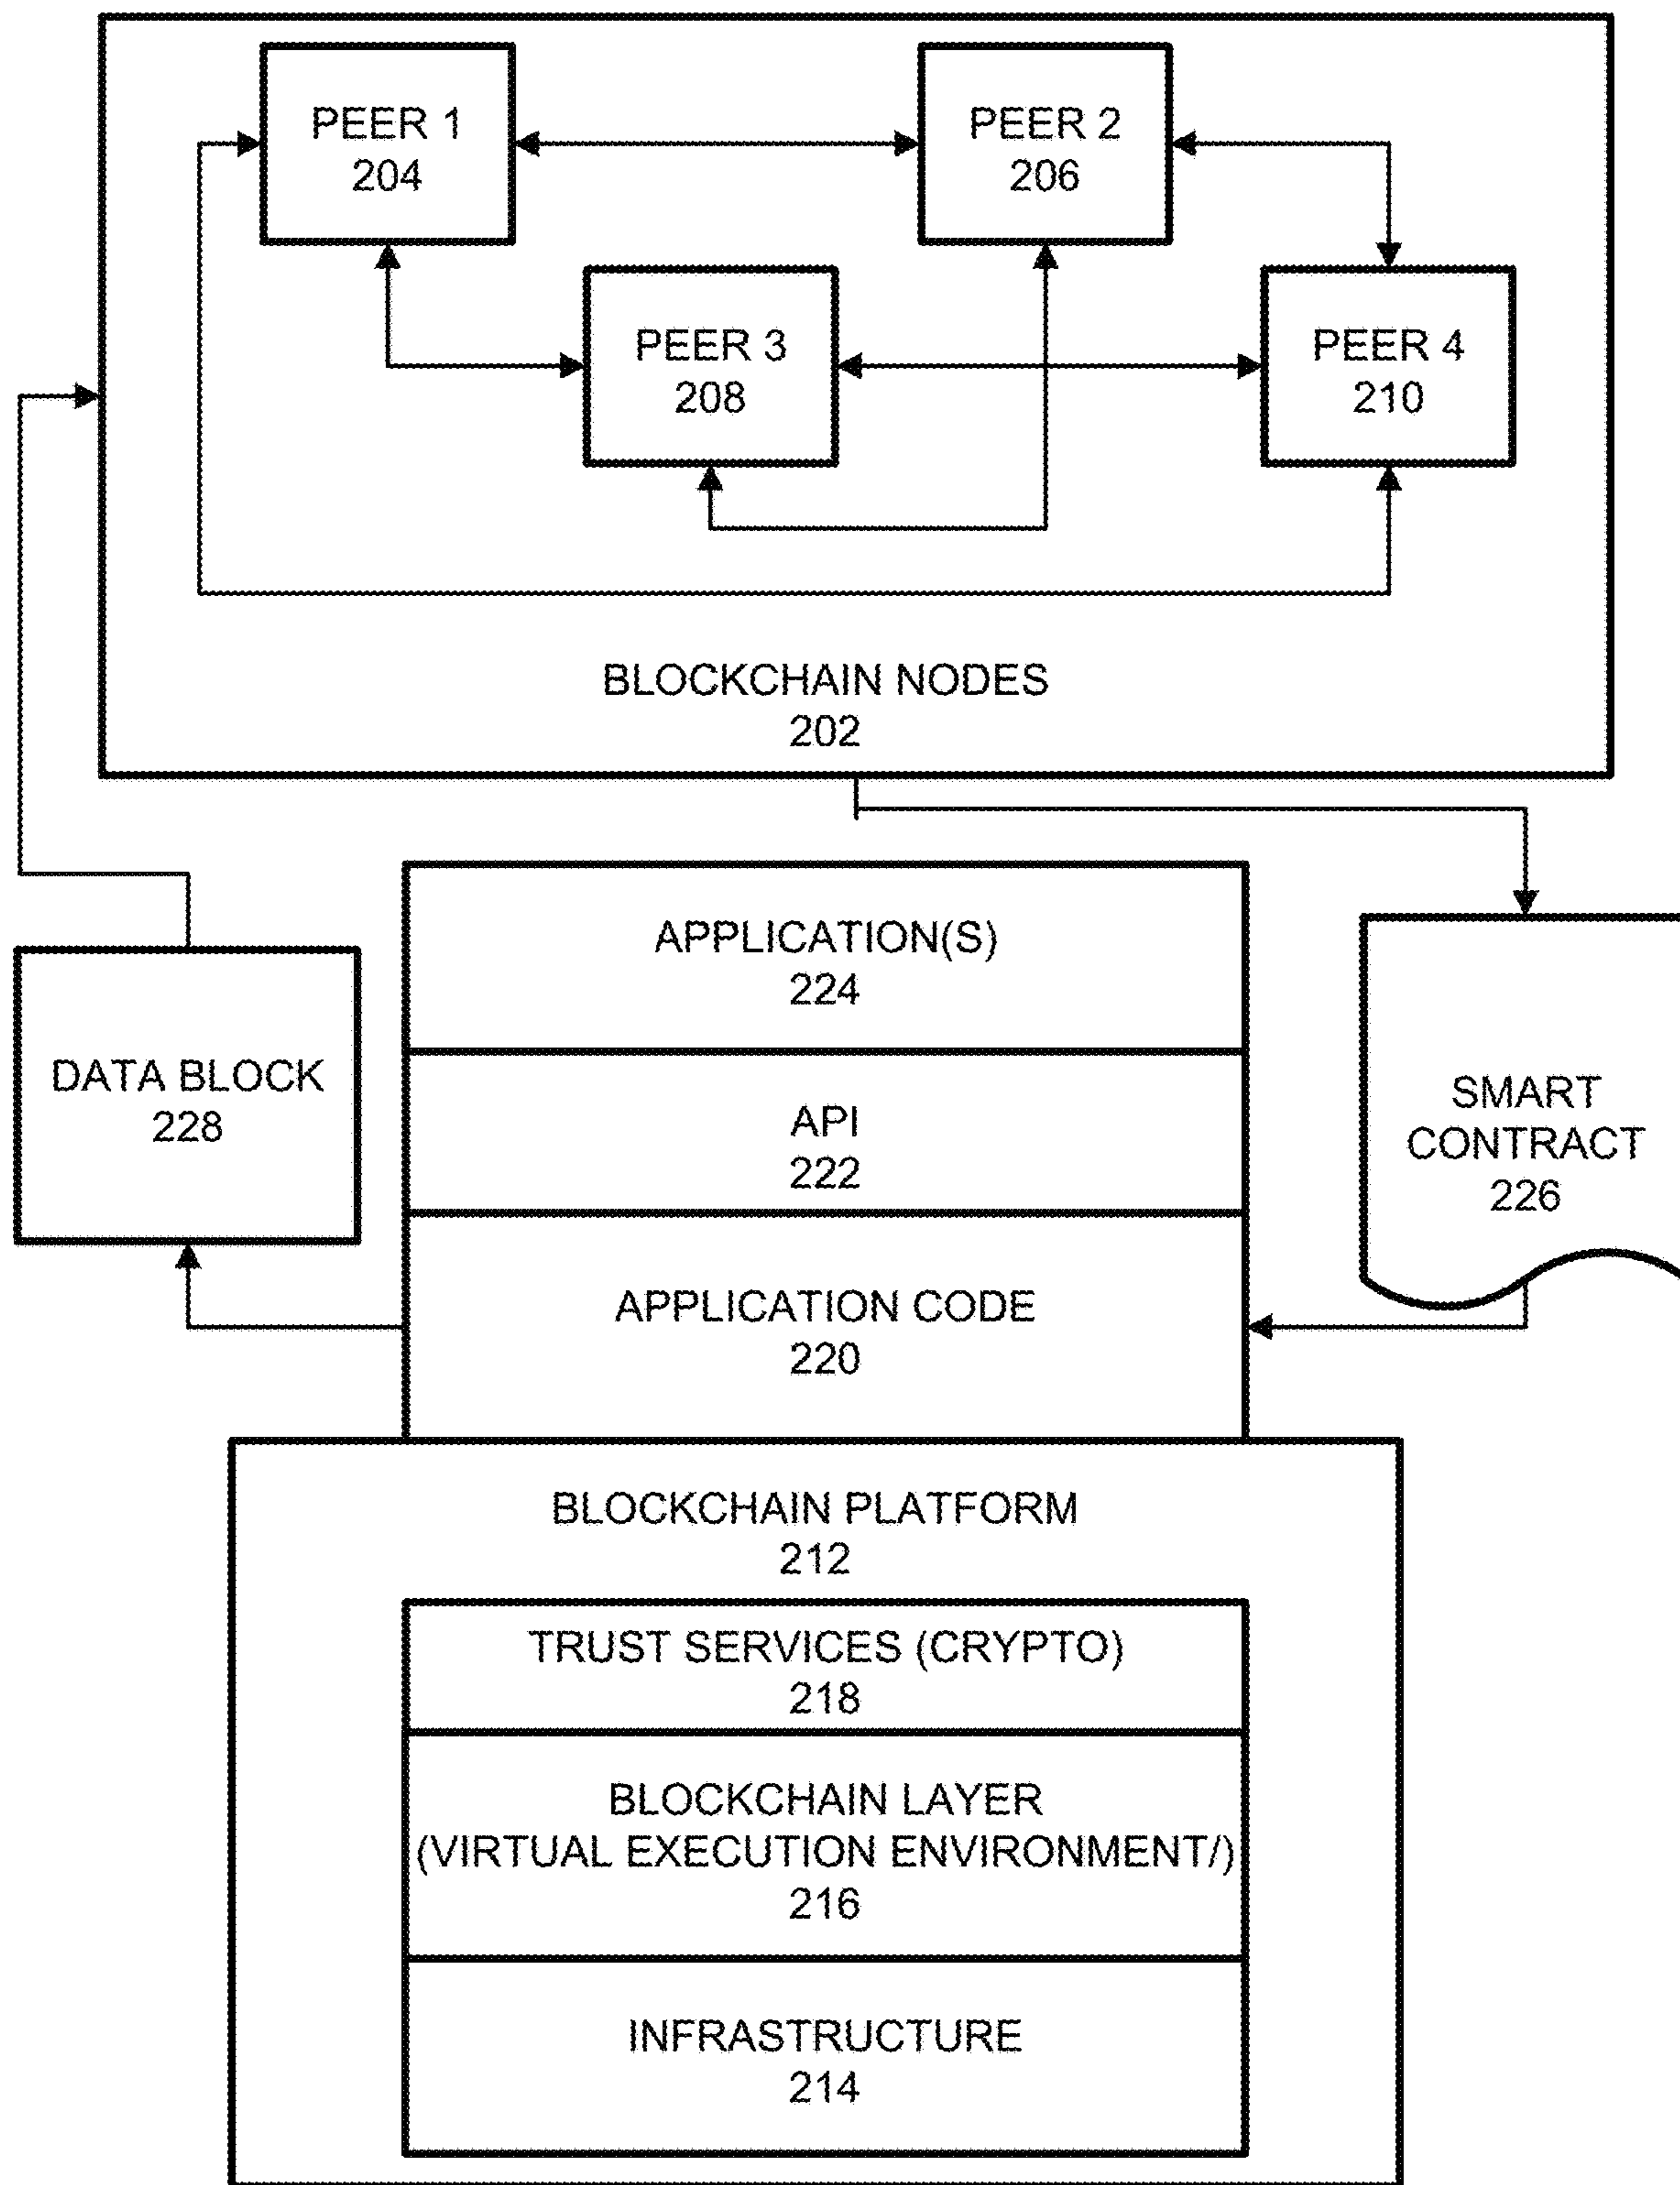 PEER 1
204
PEER 2
206
PEER 3
208
PEER 4
210
BLOCKCHAIN NODES
202
APPLICATION(S)
224
DATA BLOCK
228
API
222
SMART
CONTRACT
226
APPLICATION CODE
220
BLOCKCHAIN PLATFORM
212
TRUST SERVICES (CRYPTO)
218
BLOCKCHAIN LAYER
(VIRTUAL EXECUTION ENVIRONMENT/)
216
INFRASTRUCTURE
214